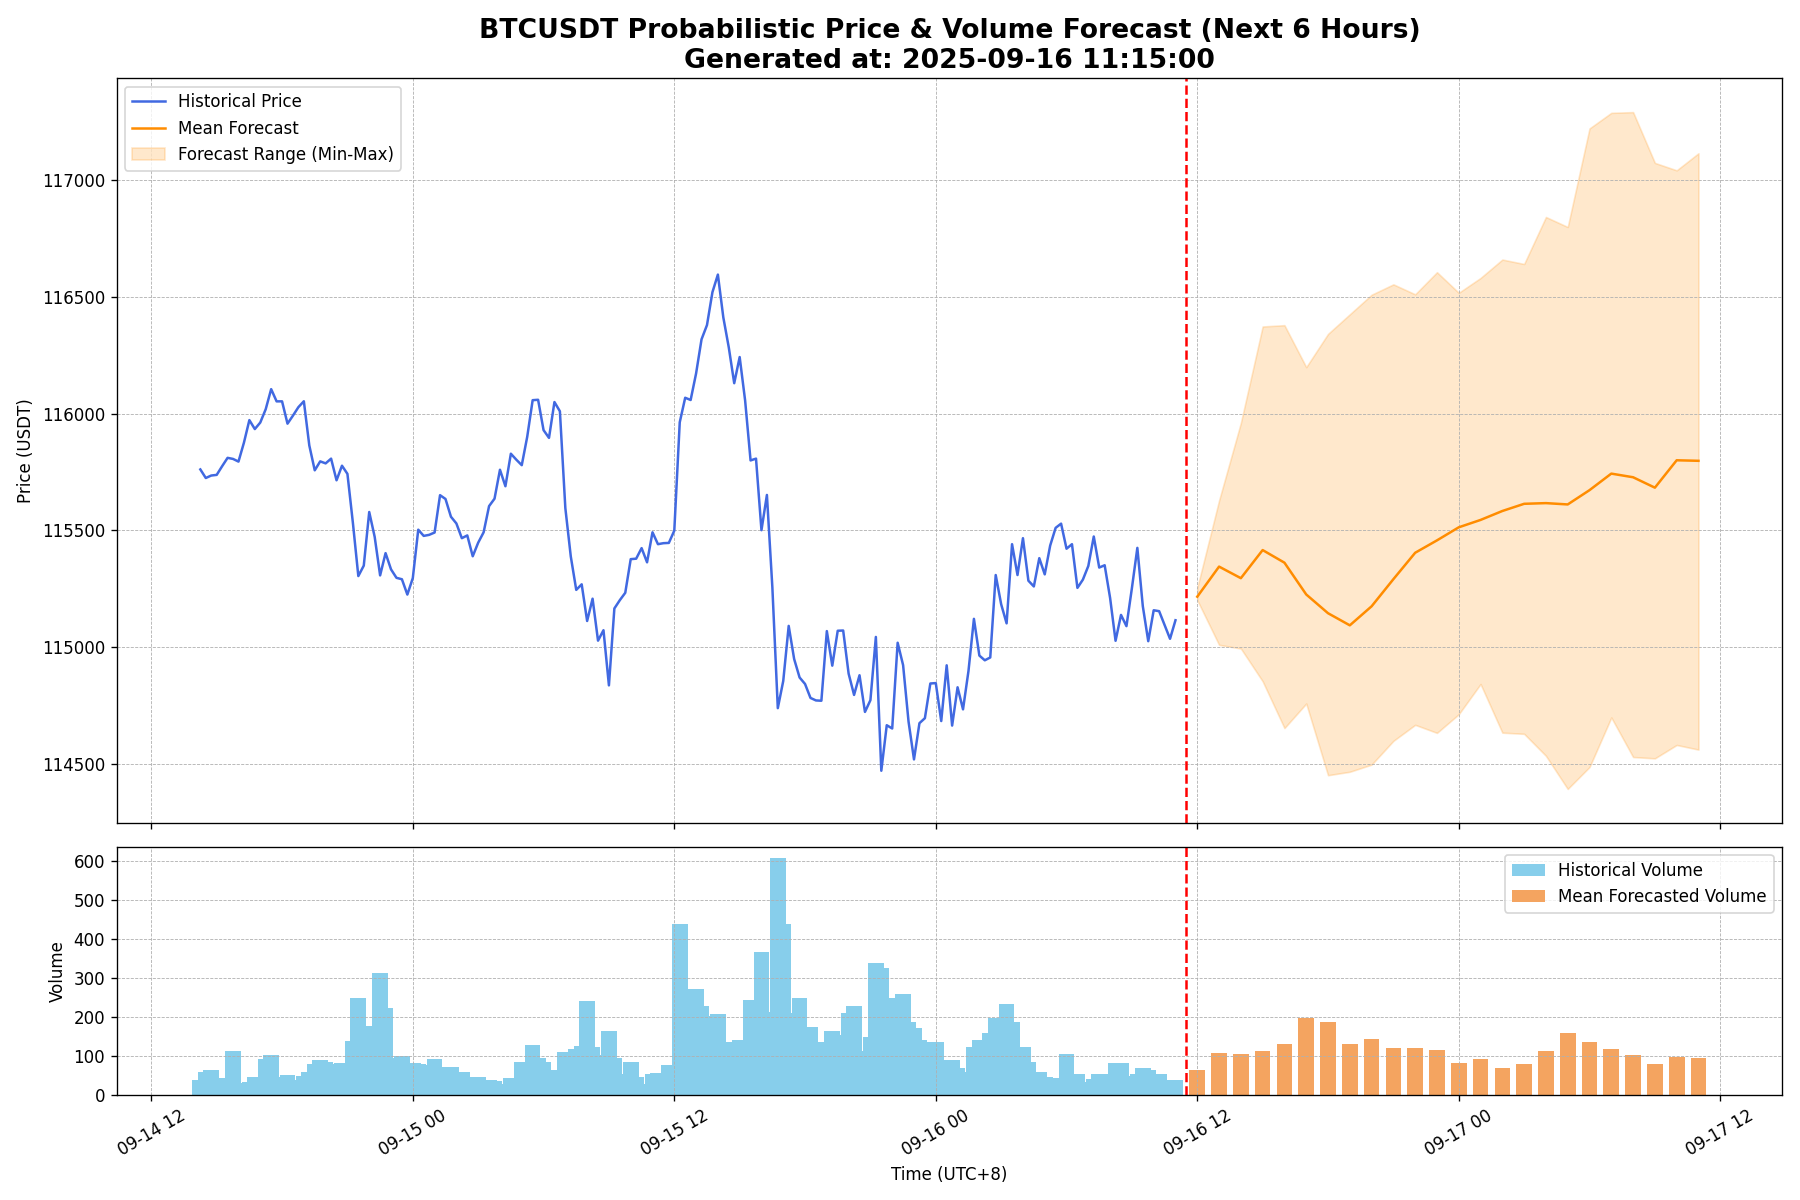 BTCUSDT Probabilistic Price & Volume Forecast (Next 6 Hours)
Generated at: 2025-09-16 11:15:00
Historical Price
Mean Forecast
Forecast Range (Min-Max)
Price (USDT)
117000
116500
116000
115500
115000
114500
Historical Volume
Mean Forecasted Volume
Volume
600
500
400
300
200
100
0
09-14 12
09-15 00
09-15 12
09-16 00
09-16 12
09-17 00
09-17 12
Time (UTC+8)